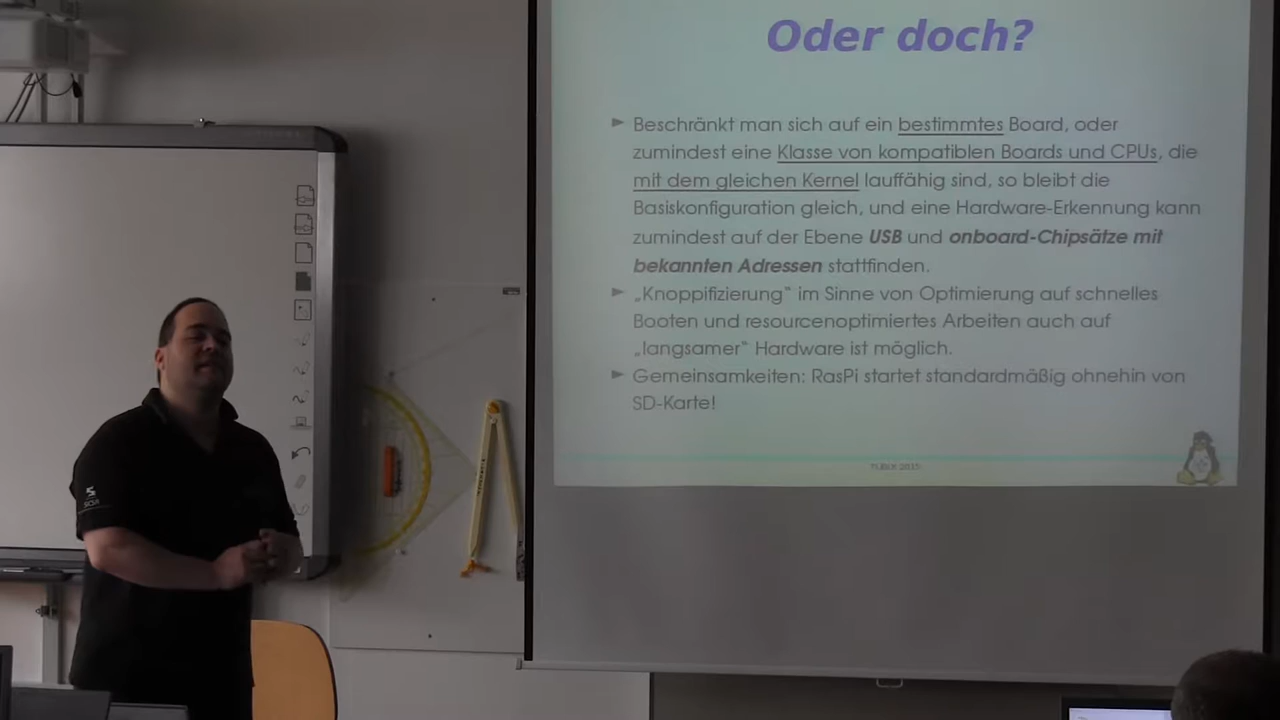 Oder doch?
Beschränkt man sich auf ein bestimmtes Board, oder
zumindest eine Klasse von kompatiblen Boards und CPUs, die
mit dem gleichen Kernel lauffähig sind, so bleibt die
Basiskonfiguration gleich, und eine Hardware-Erkennung kann
zumindest auf der Ebene USB und onboard-Chipsätze mit
bekannten Adressen stattfinden.
„Knoppifizierung“ im Sinne von Optimierung auf schnelles
Booten und resourcenoptimiertes Arbeiten auch auf
„langsamer“ Hardware ist möglich.
Gemeinsamkeiten: RasPi startet standardmäßig ohnehin von
SD-Karte!